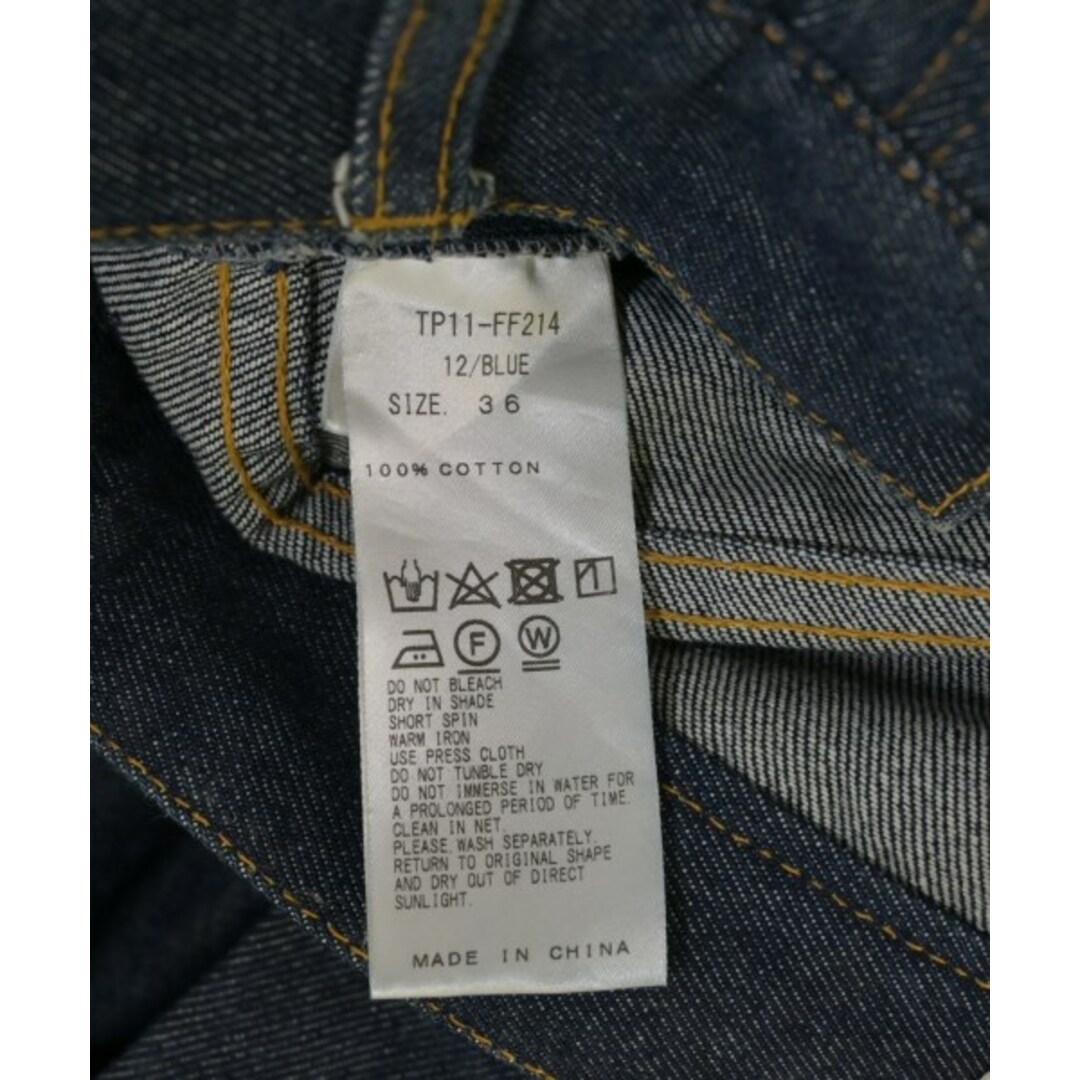 TP11-FF214
12/BLUE
SIZE. 36
100% COTTON
F W
DO NOT BLEACH
DRY IN SHADE
SHORT SPIN
WARM IRON
USE PRESS CLOTH
DO NOT TUNBLE DRY
DO NOT IMMERSE IN WATER FOR
A PROLONGED PERIOD OF TIME.
CLEAN IN NET.
PLEASE WASH SEPARATELY.
RETURN TO ORIGINAL SHAPE
AND DRY OUT OF DIRECT
SUNLIGHT.
MADE IN CHINA